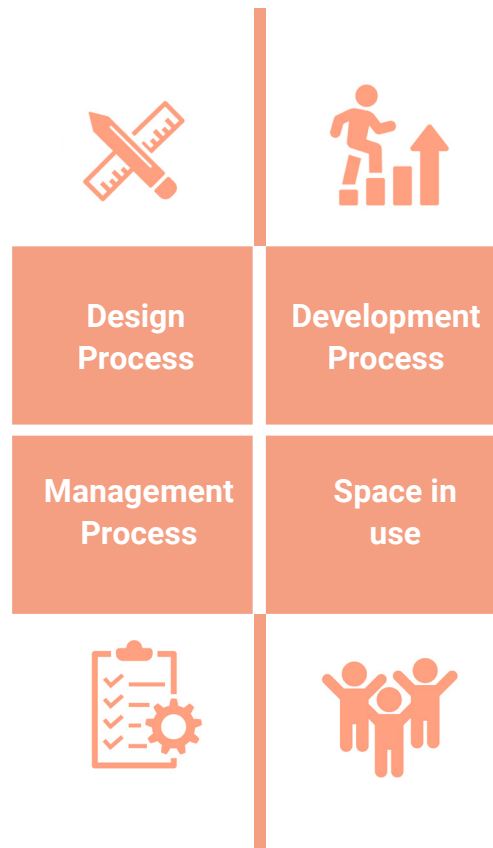 Design
Process
Development
Process
Management
Process
Space in
use